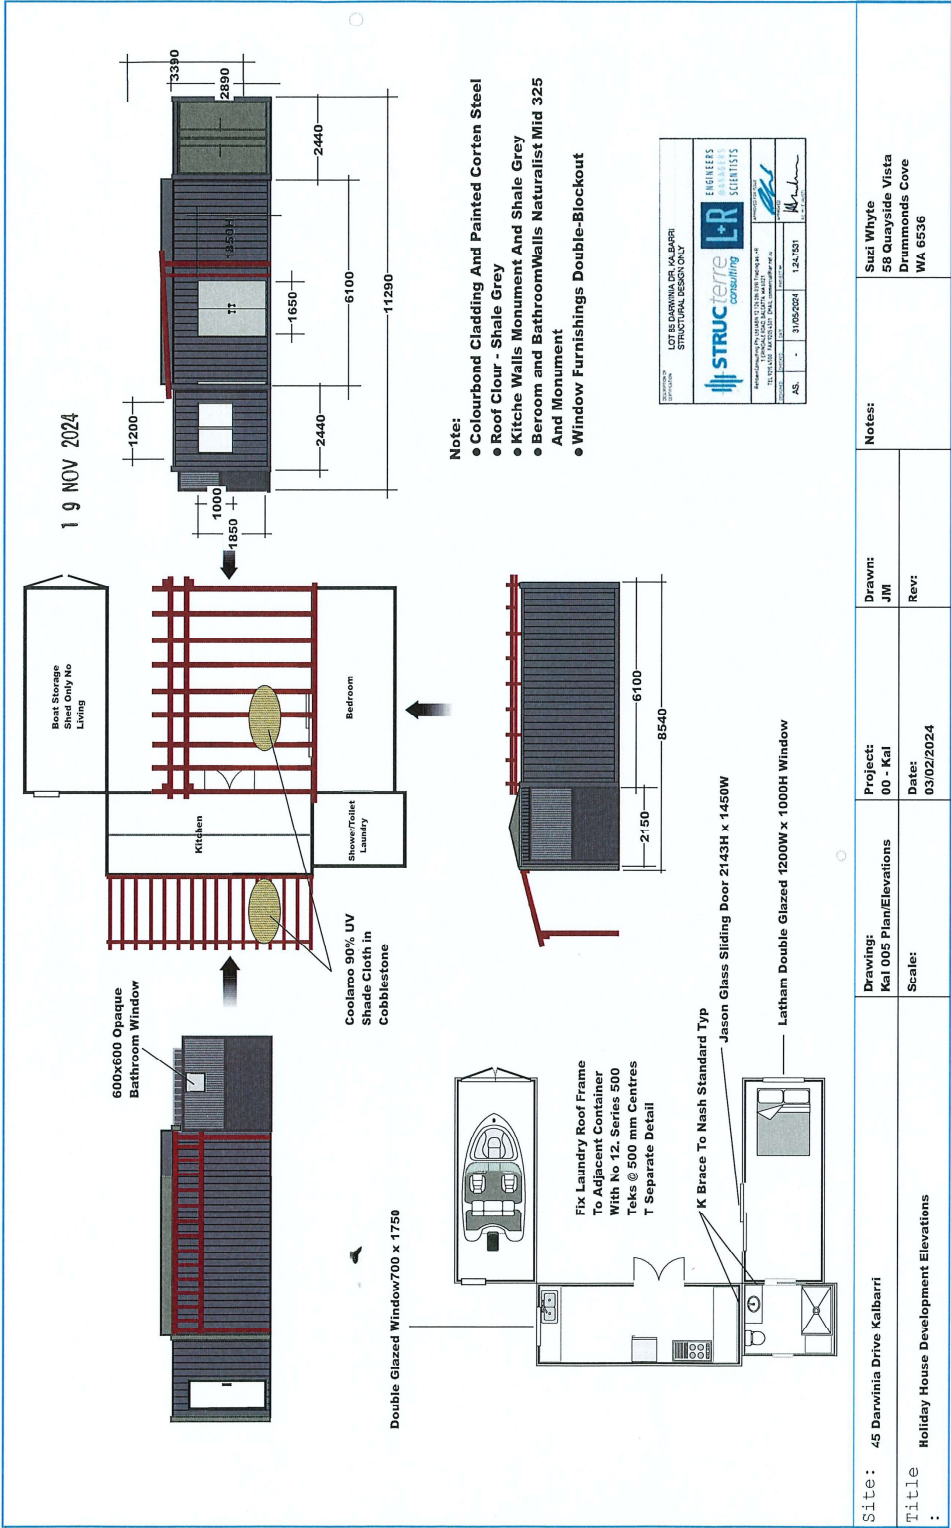 600x600 Opaque
Bathroom Window
Coolaroo 90% UV
Shade Cloth in
Cobblestone
Boat Storage
Shed Only No
Living
Kitchen
Shower/Toilet
Laundry
Bedroom
1 9 NOV 2024
1200
1000
1850
2440
1650
6100
11290
1850H
2440
2890
3390
Double Glazed Window700 x 1750
Fix Laundry Roof Frame
To Adjacent Container
With No 12. Series 500
Teks @ 500 mm Centres
T Separate Detail
K Brace To Nash Standard Typ
Jason Glass Sliding Door 2143H x 1450W
Latham Double Glazed 1200W x 1000H Window
2150
6100
8540
Note:
● Colourbond Cladding And Painted Corten Steel
● Roof Clour - Shale Grey
● Kitche Walls Monument And Shale Grey
● Beroom and BathroomWalls Naturalist Mid 325
And Monument
● Window Furnishings Double-Blockout
LOT 85 DARWINIA DR, KALBARRI
STRUCTURAL DESIGN ONLY
STRUCterre
consulting
L+R
ENGINEERS
MANAGERS
SCIENTISTS
AS.
-
31/05/2024
Site:
45 Darwinia Drive Kalbarri
Title
:
Holiday House Development Elevations
Drawing:
Kal 005 Plan/Elevations
Scale:
Project:
00 - Kal
Date:
03/02/2024
Drawn:
JM
Rev:
Notes:
Suzi Whyte
58 Quayside Vista
Drummonds Cove
WA 6536